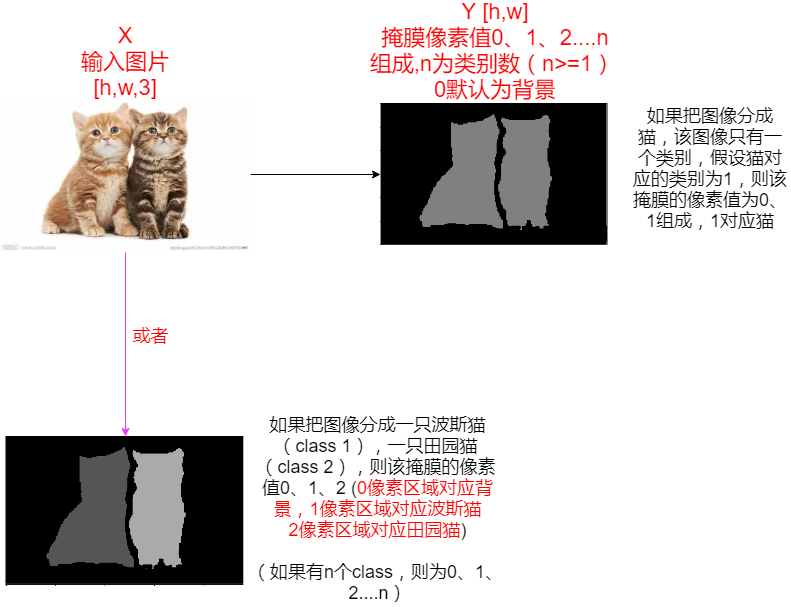 X
输入图片
[h,w,3]
Y [h,w]
掩膜像素值0、1、2....n
组成,n为类别数（n>=1）
0默认为背景
如果把图像分成
猫，该图像只有一
个类别，假设猫对
应的类别为1，则该
掩膜的像素值为0、
1组成，1对应猫
或者
如果把图像分成一只波斯猫
（class 1），一只田园猫
（class 2），则该掩膜的像素
值0、1、2 (0像素区域对应背
景，1像素区域对应波斯猫
2像素区域对应田园猫)
（如果有n个class，则为0、1、
2....n）